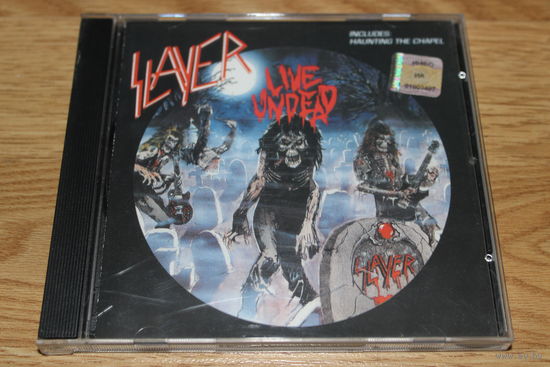 SLAYER
INCLUDES
HAUNTING THE CHAPEL
LIVE
UNDEAD
SLAYER